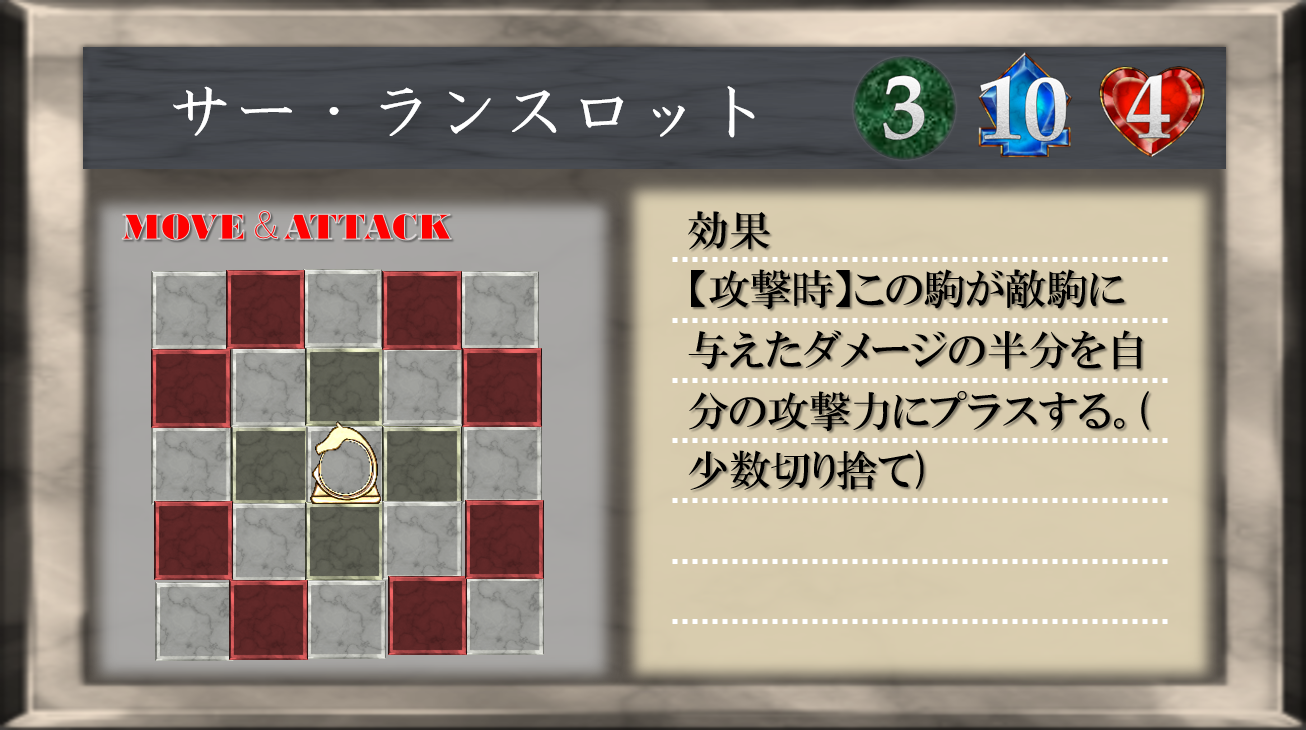 サー・ランスロット
3
10
4
MOVE & ATTACK
効果
【攻撃時】この駒が敵駒に
与えたダメージの半分を自
分の攻撃力にプラスする。(
少数切り捨て)